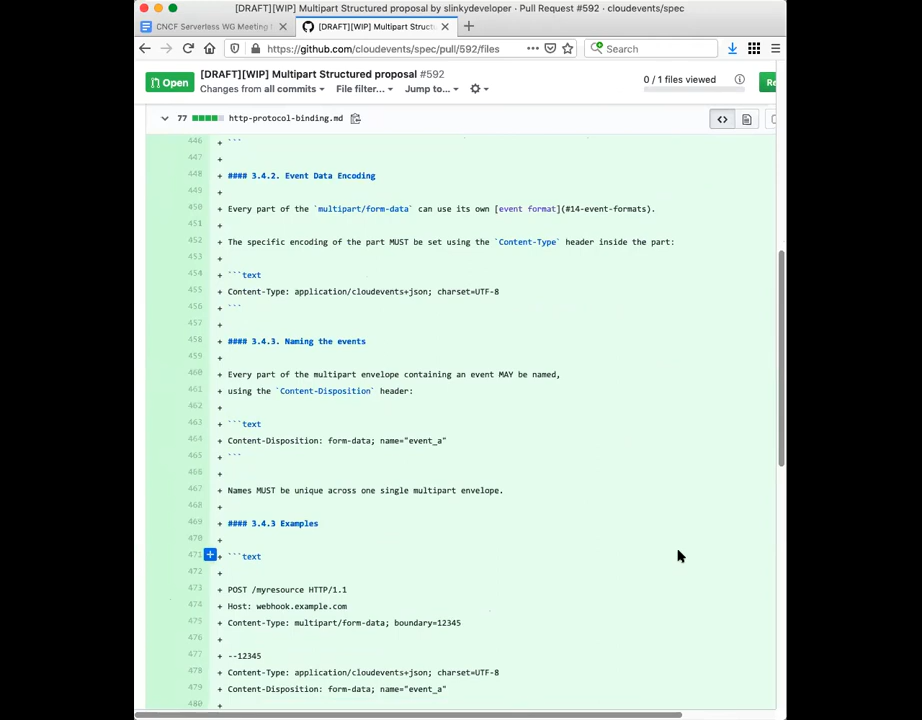 [DRAFT][WIP] Multipart Structured proposal by slinkydeveloper · Pull Request #592 · cloudevents/spec
CNCF Serverless WG Meeting
[DRAFT][WIP] Multipart Struct
https://github.com/cloudevents/spec/pull/592/files
Search
Open
[DRAFT][WIP] Multipart Structured proposal #592
Changes from all commits
File filter...
Jump to...
0 / 1 files viewed
Re
77
http-protocol-binding.md
446 + ```
447 +
448 + #### 3.4.2. Event Data Encoding
449 +
450 + Every part of the `multipart/form-data` can use its own [event format](#14-event-formats).
451 +
452 + The specific encoding of the part MUST be set using the `Content-Type` header inside the part:
453 +
454 + ```text
455 + Content-Type: application/cloudevents+json; charset=UTF-8
456 + ```
457 +
458 + #### 3.4.3. Naming the events
459 +
460 + Every part of the multipart envelope containing an event MAY be named,
461 + using the `Content-Disposition` header:
462 +
463 + ```text
464 + Content-Disposition: form-data; name="event_a"
465 + ```
466 +
467 + Names MUST be unique across one single multipart envelope.
468 +
469 + #### 3.4.3 Examples
470 +
471 + ```text
472 +
473 + POST /myresource HTTP/1.1
474 + Host: webhook.example.com
475 + Content-Type: multipart/form-data; boundary=12345
476 +
477 + --12345
478 + Content-Type: application/cloudevents+json; charset=UTF-8
479 + Content-Disposition: form-data; name="event_a"
480 +